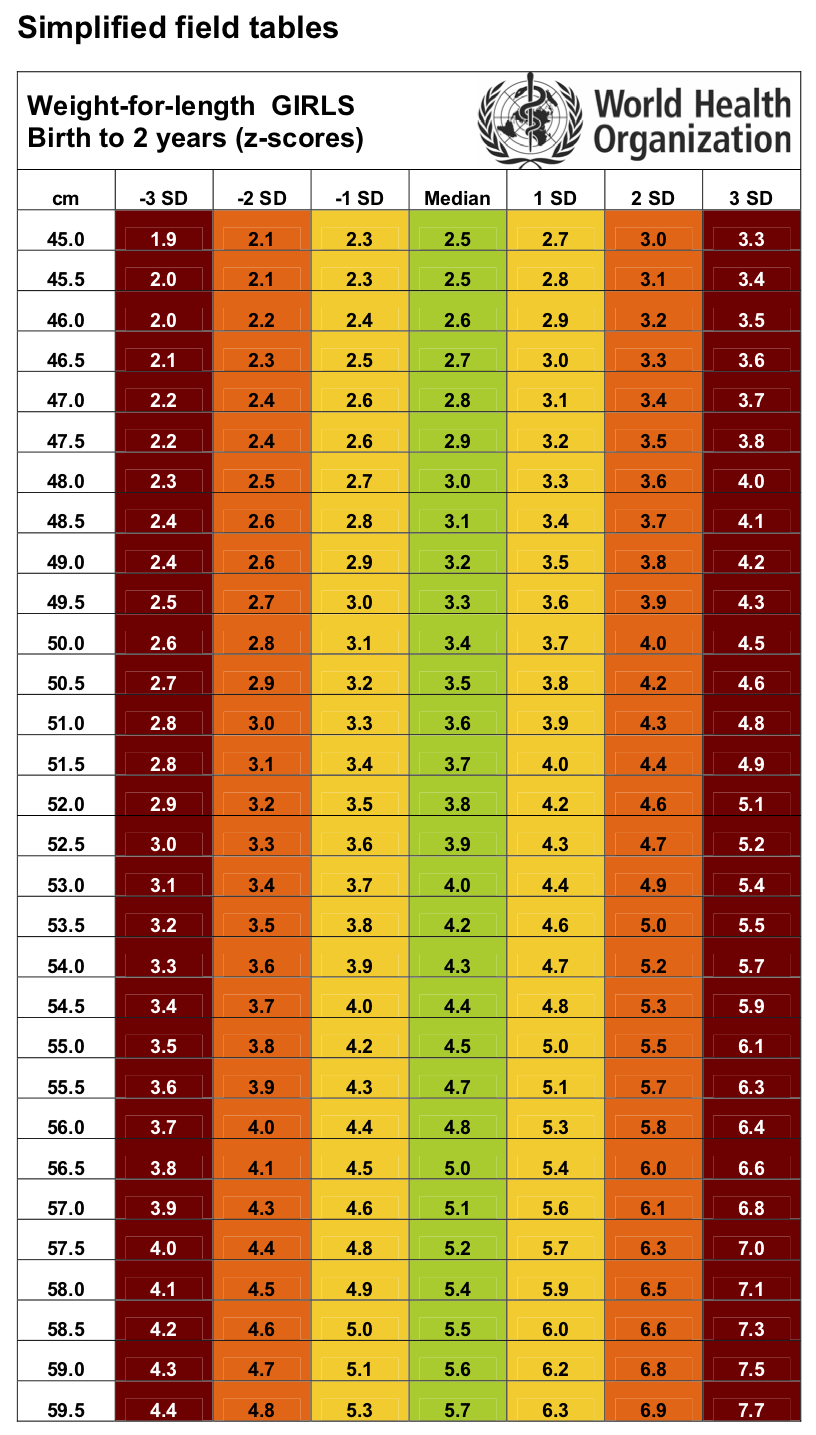 Simplified field tables
Weight-for-length GIRLS
Birth to 2 years (z-scores)
World Health
Organization
cm -3 SD -2 SD -1 SD Median 1 SD 2 SD 3 SD
45.0 1.9 2.1 2.3 2.5 2.7 3.0 3.3
45.5 2.0 2.1 2.3 2.5 2.8 3.1 3.4
46.0 2.0 2.2 2.4 2.6 2.9 3.2 3.5
46.5 2.1 2.3 2.5 2.7 3.0 3.3 3.6
47.0 2.2 2.4 2.6 2.8 3.1 3.4 3.7
47.5 2.2 2.4 2.6 2.9 3.2 3.5 3.8
48.0 2.3 2.5 2.7 3.0 3.3 3.6 4.0
48.5 2.4 2.6 2.8 3.1 3.4 3.7 4.1
49.0 2.4 2.6 2.9 3.2 3.5 3.8 4.2
49.5 2.5 2.7 3.0 3.3 3.6 3.9 4.3
50.0 2.6 2.8 3.1 3.4 3.7 4.0 4.5
50.5 2.7 2.9 3.2 3.5 3.8 4.2 4.6
51.0 2.8 3.0 3.3 3.6 3.9 4.3 4.8
51.5 2.8 3.1 3.4 3.7 4.0 4.4 4.9
52.0 2.9 3.2 3.5 3.8 4.2 4.6 5.1
52.5 3.0 3.3 3.6 3.9 4.3 4.7 5.2
53.0 3.1 3.4 3.7 4.0 4.4 4.9 5.4
53.5 3.2 3.5 3.8 4.2 4.6 5.0 5.5
54.0 3.3 3.6 3.9 4.3 4.7 5.2 5.7
54.5 3.4 3.7 4.0 4.4 4.8 5.3 5.9
55.0 3.5 3.8 4.2 4.5 5.0 5.5 6.1
55.5 3.6 3.9 4.3 4.7 5.1 5.7 6.3
56.0 3.7 4.0 4.4 4.8 5.3 5.8 6.4
56.5 3.8 4.1 4.5 5.0 5.4 6.0 6.6
57.0 3.9 4.3 4.6 5.1 5.6 6.1 6.8
57.5 4.0 4.4 4.8 5.2 5.7 6.3 7.0
58.0 4.1 4.5 4.9 5.4 5.9 6.5 7.1
58.5 4.2 4.6 5.0 5.5 6.0 6.6 7.3
59.0 4.3 4.7 5.1 5.6 6.2 6.8 7.5
59.5 4.4 4.8 5.3 5.7 6.3 6.9 7.7